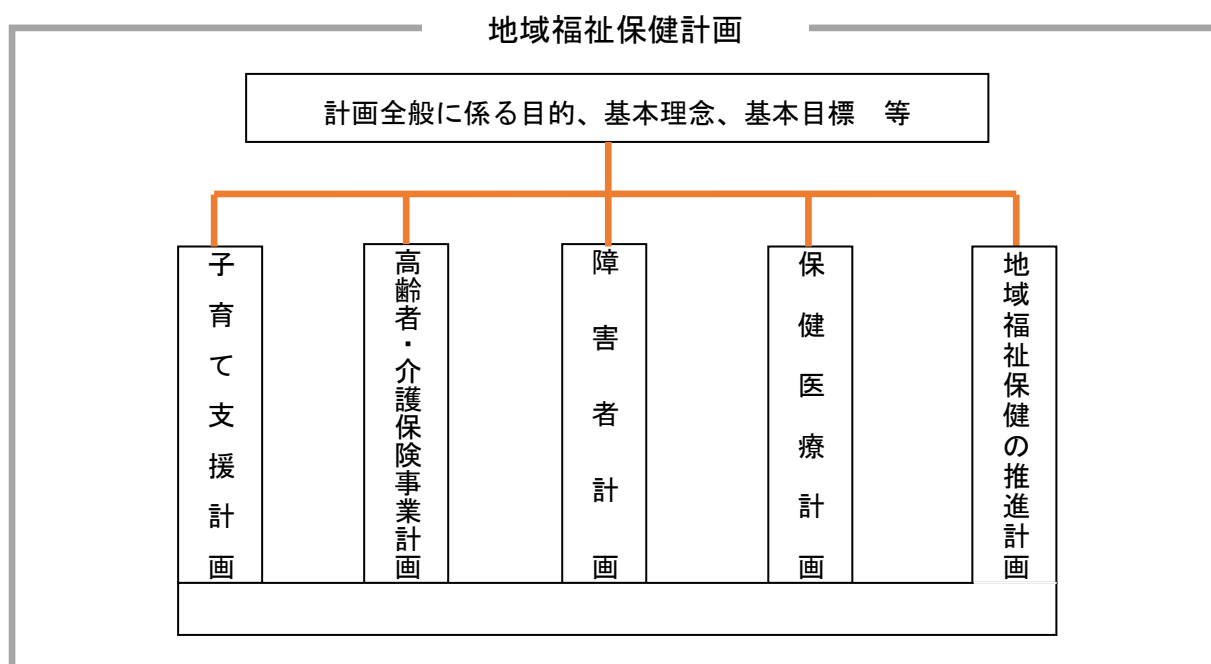 地域福祉保健計画
計画全般に係る目的、基本理念、基本目標　等
子育て支援計画
高齢者・介護保険事業計画
障害者計画
保健医療計画
地域福祉保健の推進計画